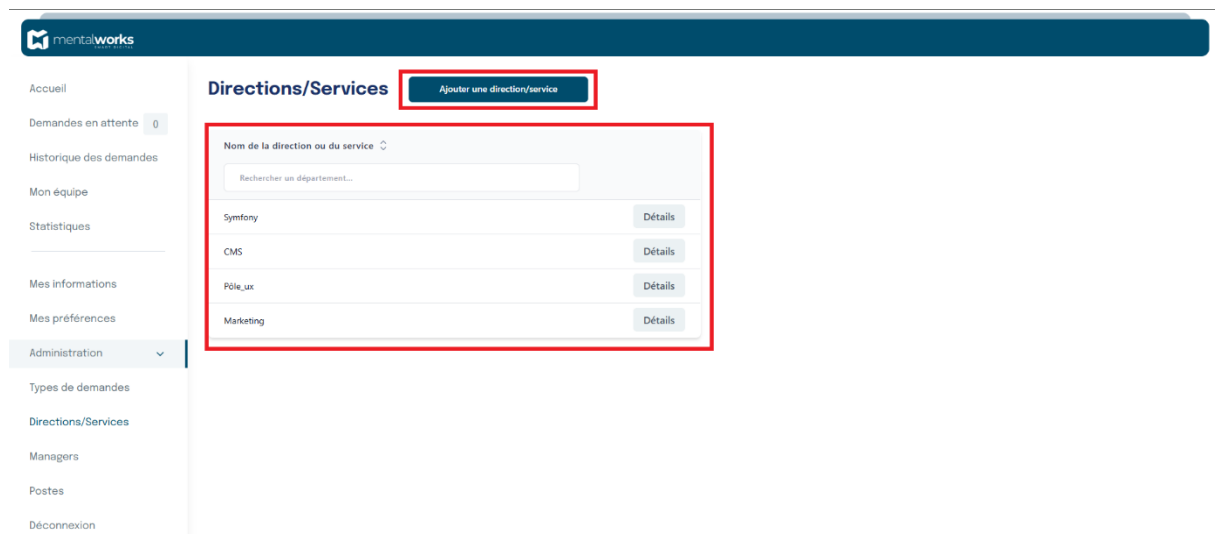 mentalworks
SMART DIGITAL
Accueil
Demandes en attente 0
Historique des demandes
Mon équipe
Statistiques
Mes informations
Mes préférences
Administration
Types de demandes
Directions/Services
Managers
Postes
Déconnexion
Directions/Services
Ajouter une direction/service
Nom de la direction ou du service
Rechercher un département...
Symfony Détails
CMS Détails
Pôle_ux Détails
Marketing Détails